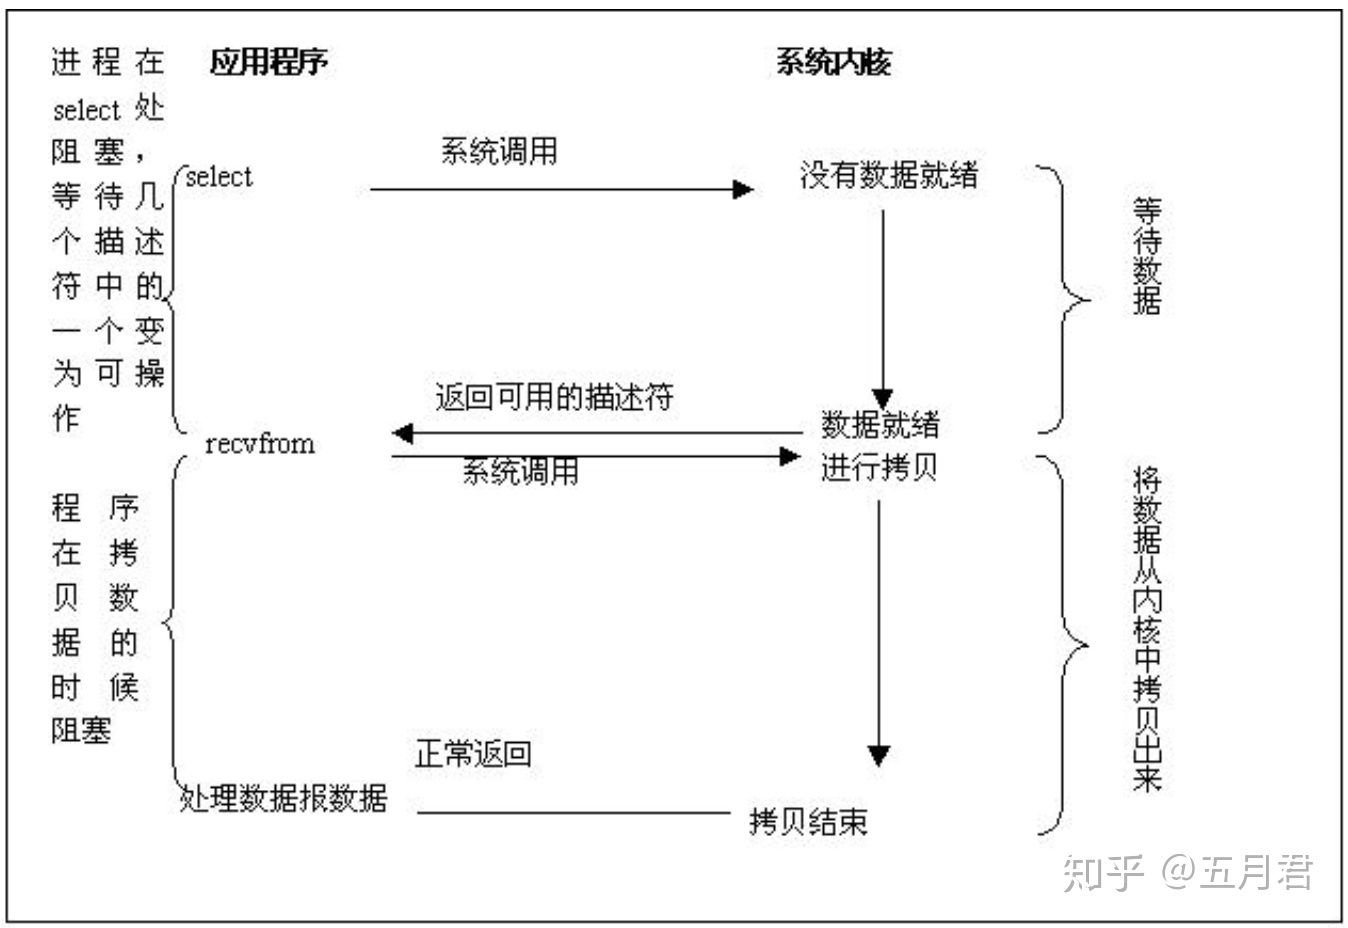 进程在
select处
阻塞，
等待几
个描述
符中的
一个变
为可操
作
应用程序
系统内核
select
系统调用
没有数据就绪
等待数据
返回可用的描述符
数据就绪
recvfrom
系统调用
进行拷贝
程序
在拷
贝数
据的
时候
阻塞
将数据从内核中拷贝出来
正常返回
处理数据报数据
拷贝结束
知乎 @五月君